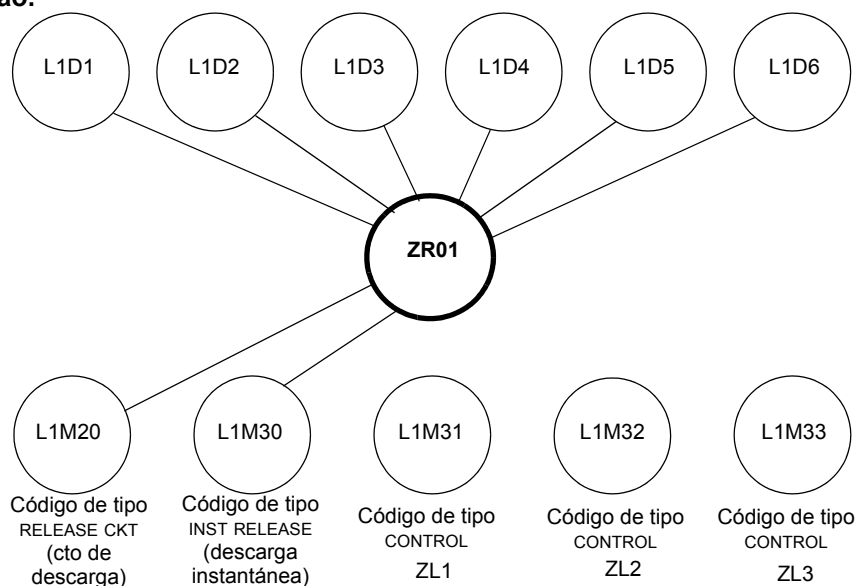 ao.
L1D1 L1D2 L1D3 L1D4 L1D5 L1D6
ZR01
L1M20 L1M30 L1M31 L1M32 L1M33
Código de tipo
RELEASE CKT
(cto de
descarga)
Código de tipo
INST RELEASE
(descarga
instantánea)
Código de tipo
CONTROL
ZL1
Código de tipo
CONTROL
ZL2
Código de tipo
CONTROL
ZL3